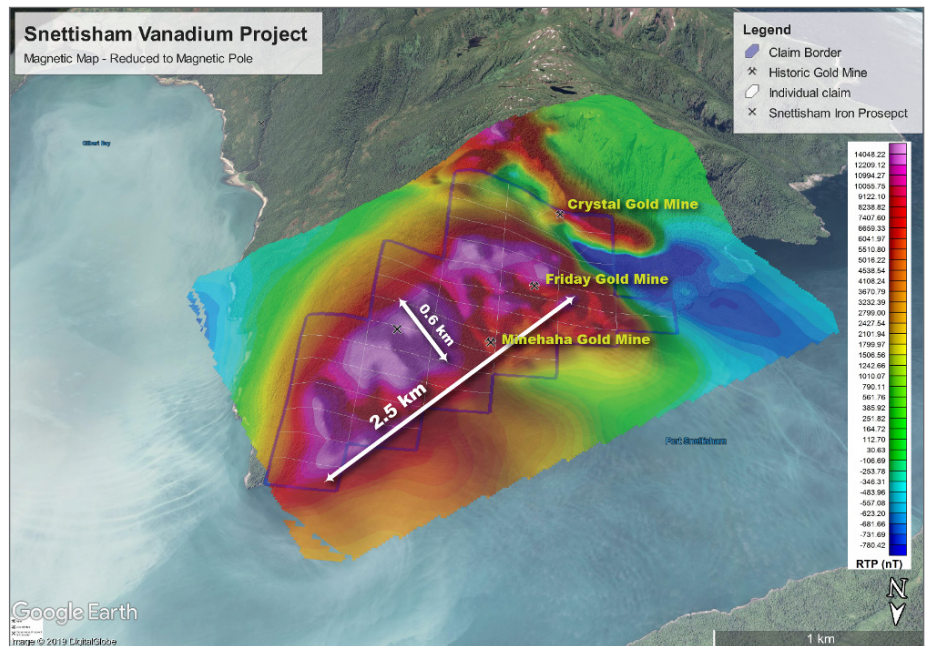 Snettisham Vanadium Project
Magnetic Map - Reduced to Magnetic Pole
Legend
Claim Border
Historic Gold Mine
Individual claim
Snettisham Iron Prosepct
Gilbert Bay
Crystal Gold Mine
Friday Gold Mine
Minehaha Gold Mine
0.6 km
2.5 km
Port Snettisham
14048.22
12209.12
10994.27
10055.75
9122.10
8238.82
7407.60
6659.33
6041.97
5510.80
5016.22
4538.54
4108.24
3670.79
3232.39
2799.00
2427.54
2101.94
1799.97
1506.56
1242.66
1010.07
790.11
561.76
385.92
251.82
164.72
112.70
30.63
-106.69
-253.78
-346.31
-483.96
-557.08
-623.20
-681.66
-731.69
-780.42
RTP (nT)
N
1 km
Google Earth
Image © 2019 DigitalGlobe